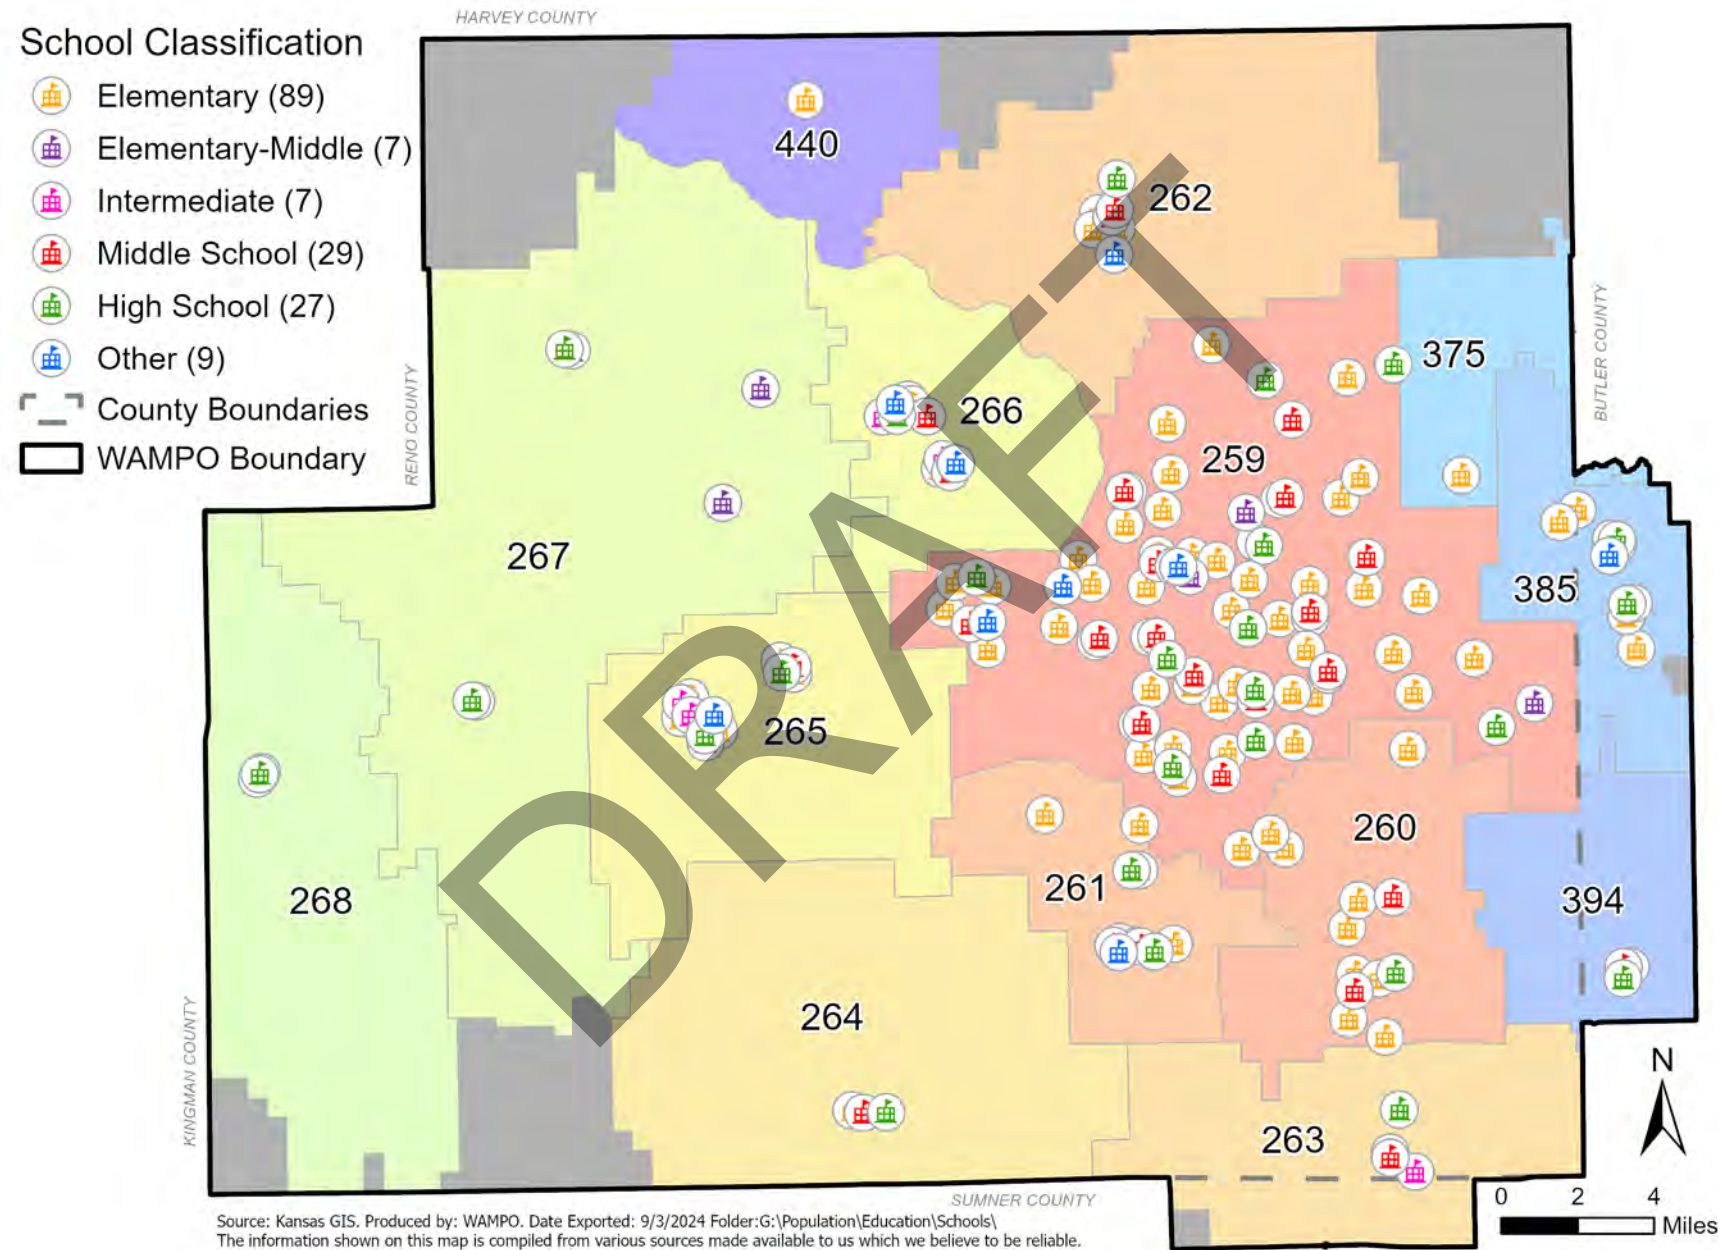 HARVEY COUNTY
School Classification
Elementary (89)
Elementary-Middle (7)
Intermediate (7)
Middle School (29)
High School (27)
Other (9)
County Boundaries
WAMPO Boundary
RENO COUNTY
BUTLER COUNTY
KINGMAN COUNTY
SUMNER COUNTY
440
262
375
266
259
267
385
265
260
268
261
394
264
263
DRAFT
N
0 2 4
Miles
Source: Kansas GIS. Produced by: WAMPO. Date Exported: 9/3/2024 Folder:G:\Population\Education\Schools\
The information shown on this map is compiled from various sources made available to us which we believe to be reliable.